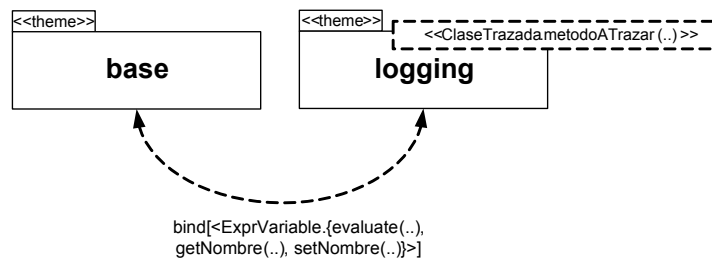 <<theme>>
base
<<theme>>
<<ClaseTrazada.metodoATrazar (..) >>
logging
bind[<ExprVariable.{evaluate(..),
getNombre(..), setNombre(..)}>]